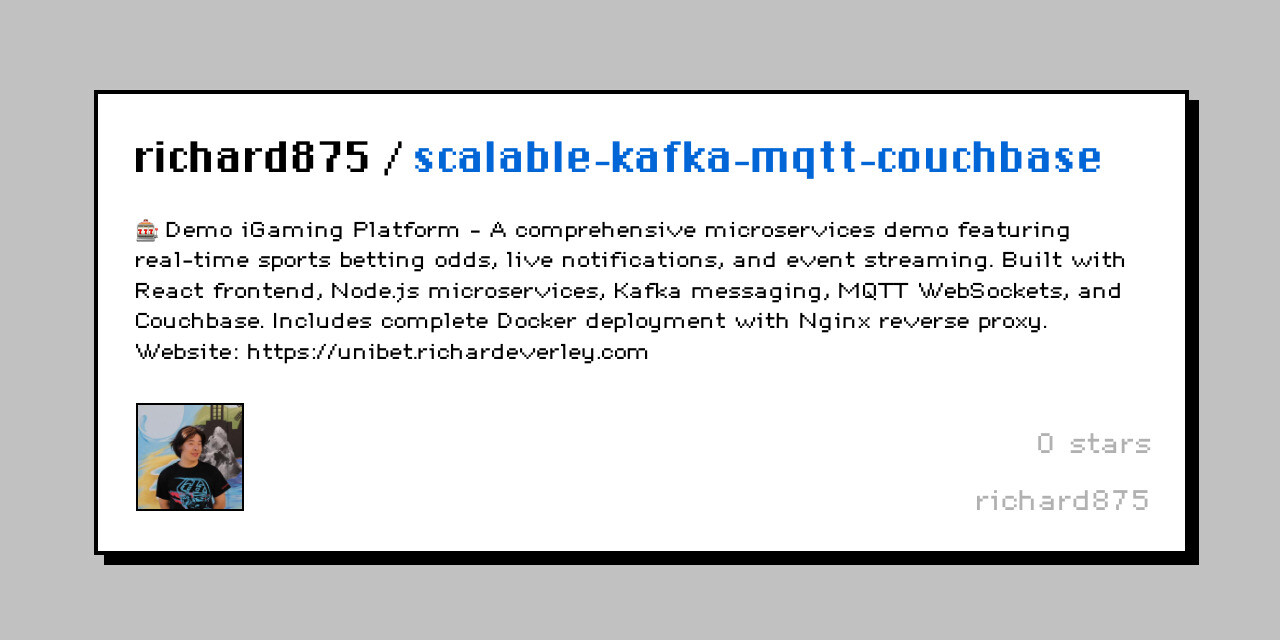 richard875 / scalable-kafka-mqtt-couchbase
🎰 Demo iGaming Platform - A comprehensive microservices demo featuring
real-time sports betting odds, live notifications, and event streaming. Built with
React frontend, Node.js microservices, Kafka messaging, MQTT WebSockets, and
Couchbase. Includes complete Docker deployment with Nginx reverse proxy.
Website: https://unibet.richardeverley.com
0 stars
richard875